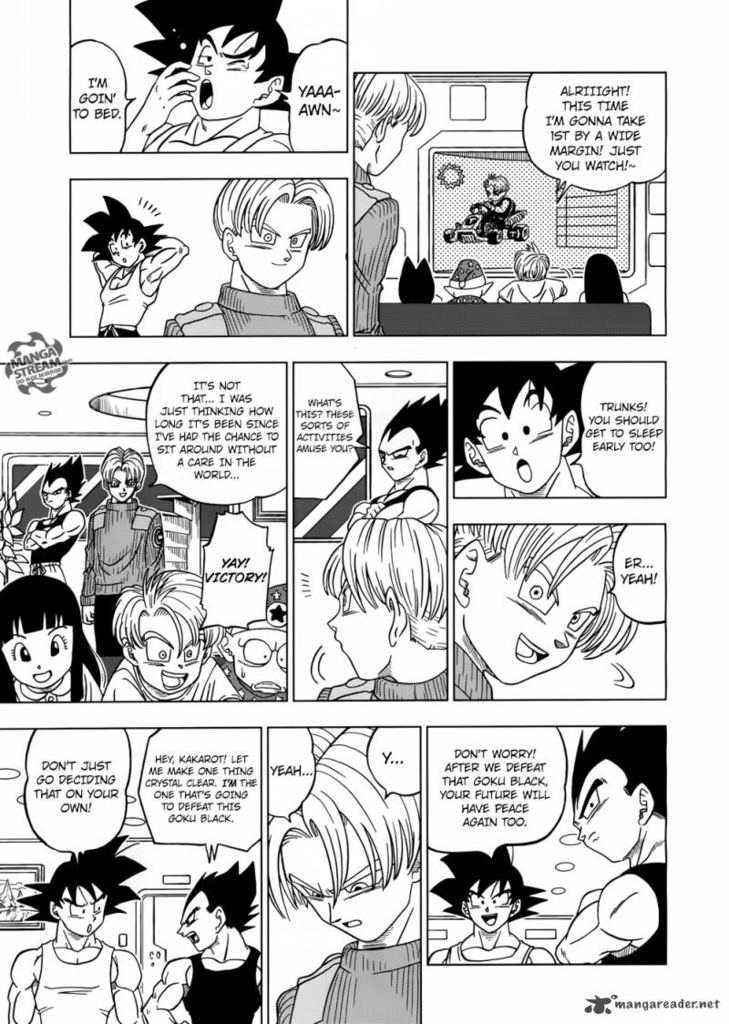 ALRIIIGHT!
THIS TIME
I'M GONNA TAKE
1ST BY A WIDE
MARGIN! JUST
YOU WATCH!~
YAAA-
AWN~
I'M
GOIN'
TO BED.
TRUNKS!
YOU SHOULD
GET TO SLEEP
EARLY TOO!
WHAT'S
THIS? THESE
SORTS OF
ACTIVITIES
AMUSE YOU?
IT'S NOT
THAT... I WAS
JUST THINKING HOW
LONG IT'S BEEN SINCE
I'VE HAD THE CHANCE TO
SIT AROUND WITHOUT
A CARE IN THE
WORLD...
YAY!
VICTORY!
ER...
YEAH!
DON'T WORRY!
AFTER WE DEFEAT
THAT GOKU BLACK,
YOUR FUTURE WILL
HAVE PEACE
AGAIN TOO.
Y...
YEAH...
HEY, KAKAROT! LET
ME MAKE ONE THING
CRYSTAL CLEAR. I'M THE
ONE THAT'S GOING
TO DEFEAT THIS
GOKU BLACK.
DON'T JUST
GO DECIDING
THAT ON YOUR
OWN!
MANGA
STREAM
DO NOT MIRROR
mangareader.net